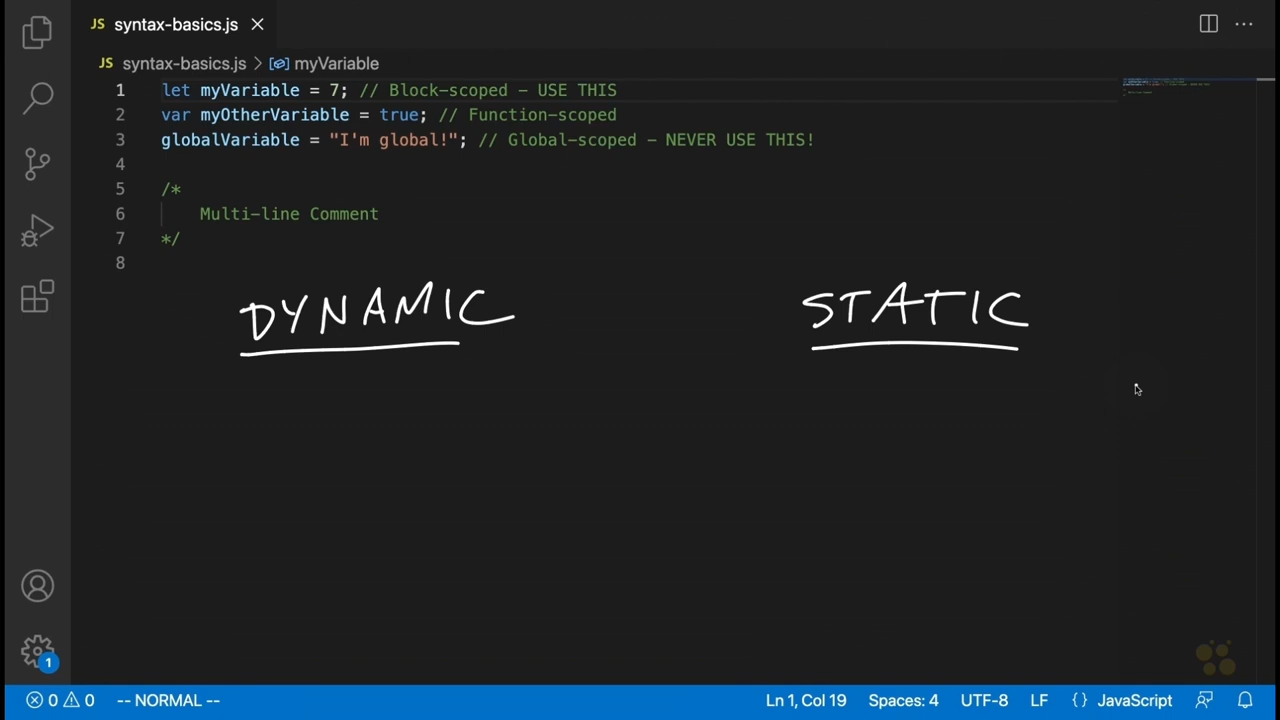 JS syntax-basics.js
JS syntax-basics.js > myVariable
1 let myVariable = 7; // Block-scoped – USE THIS
2 var myOtherVariable = true; // Function-scoped
3 globalVariable = "I'm global!"; // Global-scoped – NEVER USE THIS!
4
5 /*
6 Multi-line Comment
7 */
8
DYNAMIC STATIC
1
0 0 -- NORMAL -- Ln 1, Col 19 Spaces: 4 UTF-8 LF {} JavaScript